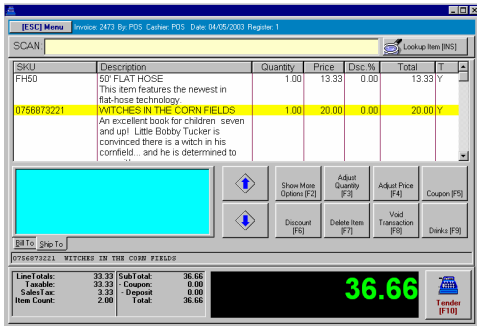 [ESC] Menu Invoice: 2473 By: POS Cashier: POS Date: 04/05/2003 Register: 1
SCAN: Lookup Item [INS]
SKU Description Quantity Price Dsc.% Total T
FH50 50' FLAT HOSE 1.00 13.33 0.00 13.33 Y
This item features the newest in
flat-hose technology.
0756873221 WITCHES IN THE CORN FIELDS 1.00 20.00 0.00 20.00 Y
An excellent book for children seven
and up! Little Bobby Tucker is
convinced there is a witch in his
cornfield... and he is determined to
Show More Options [F2] Adjust Quantity [F3] Adjust Price [F4] Coupon [F5]
Discount [F6] Delete Item [F7] Void Transaction [F8] Drinks [F9]
Bill To Ship To
0756873221 WITCHES IN THE CORN FIELDS
LineTotals: 33.33 SubTotal: 36.66
Taxable: 33.33 - Coupon: 0.00
SalesTax: 3.33 - Deposit 0.00
Item Count: 2.00 Total: 36.66
36.66
Tender
[F10]